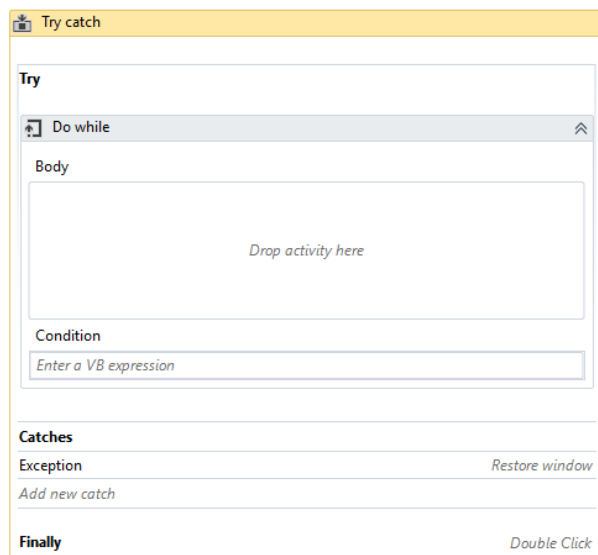 Try catch
Try
Do while
Body
Drop activity here
Condition
Enter a VB expression
Catches
Exception Restore window
Add new catch
Finally Double Click